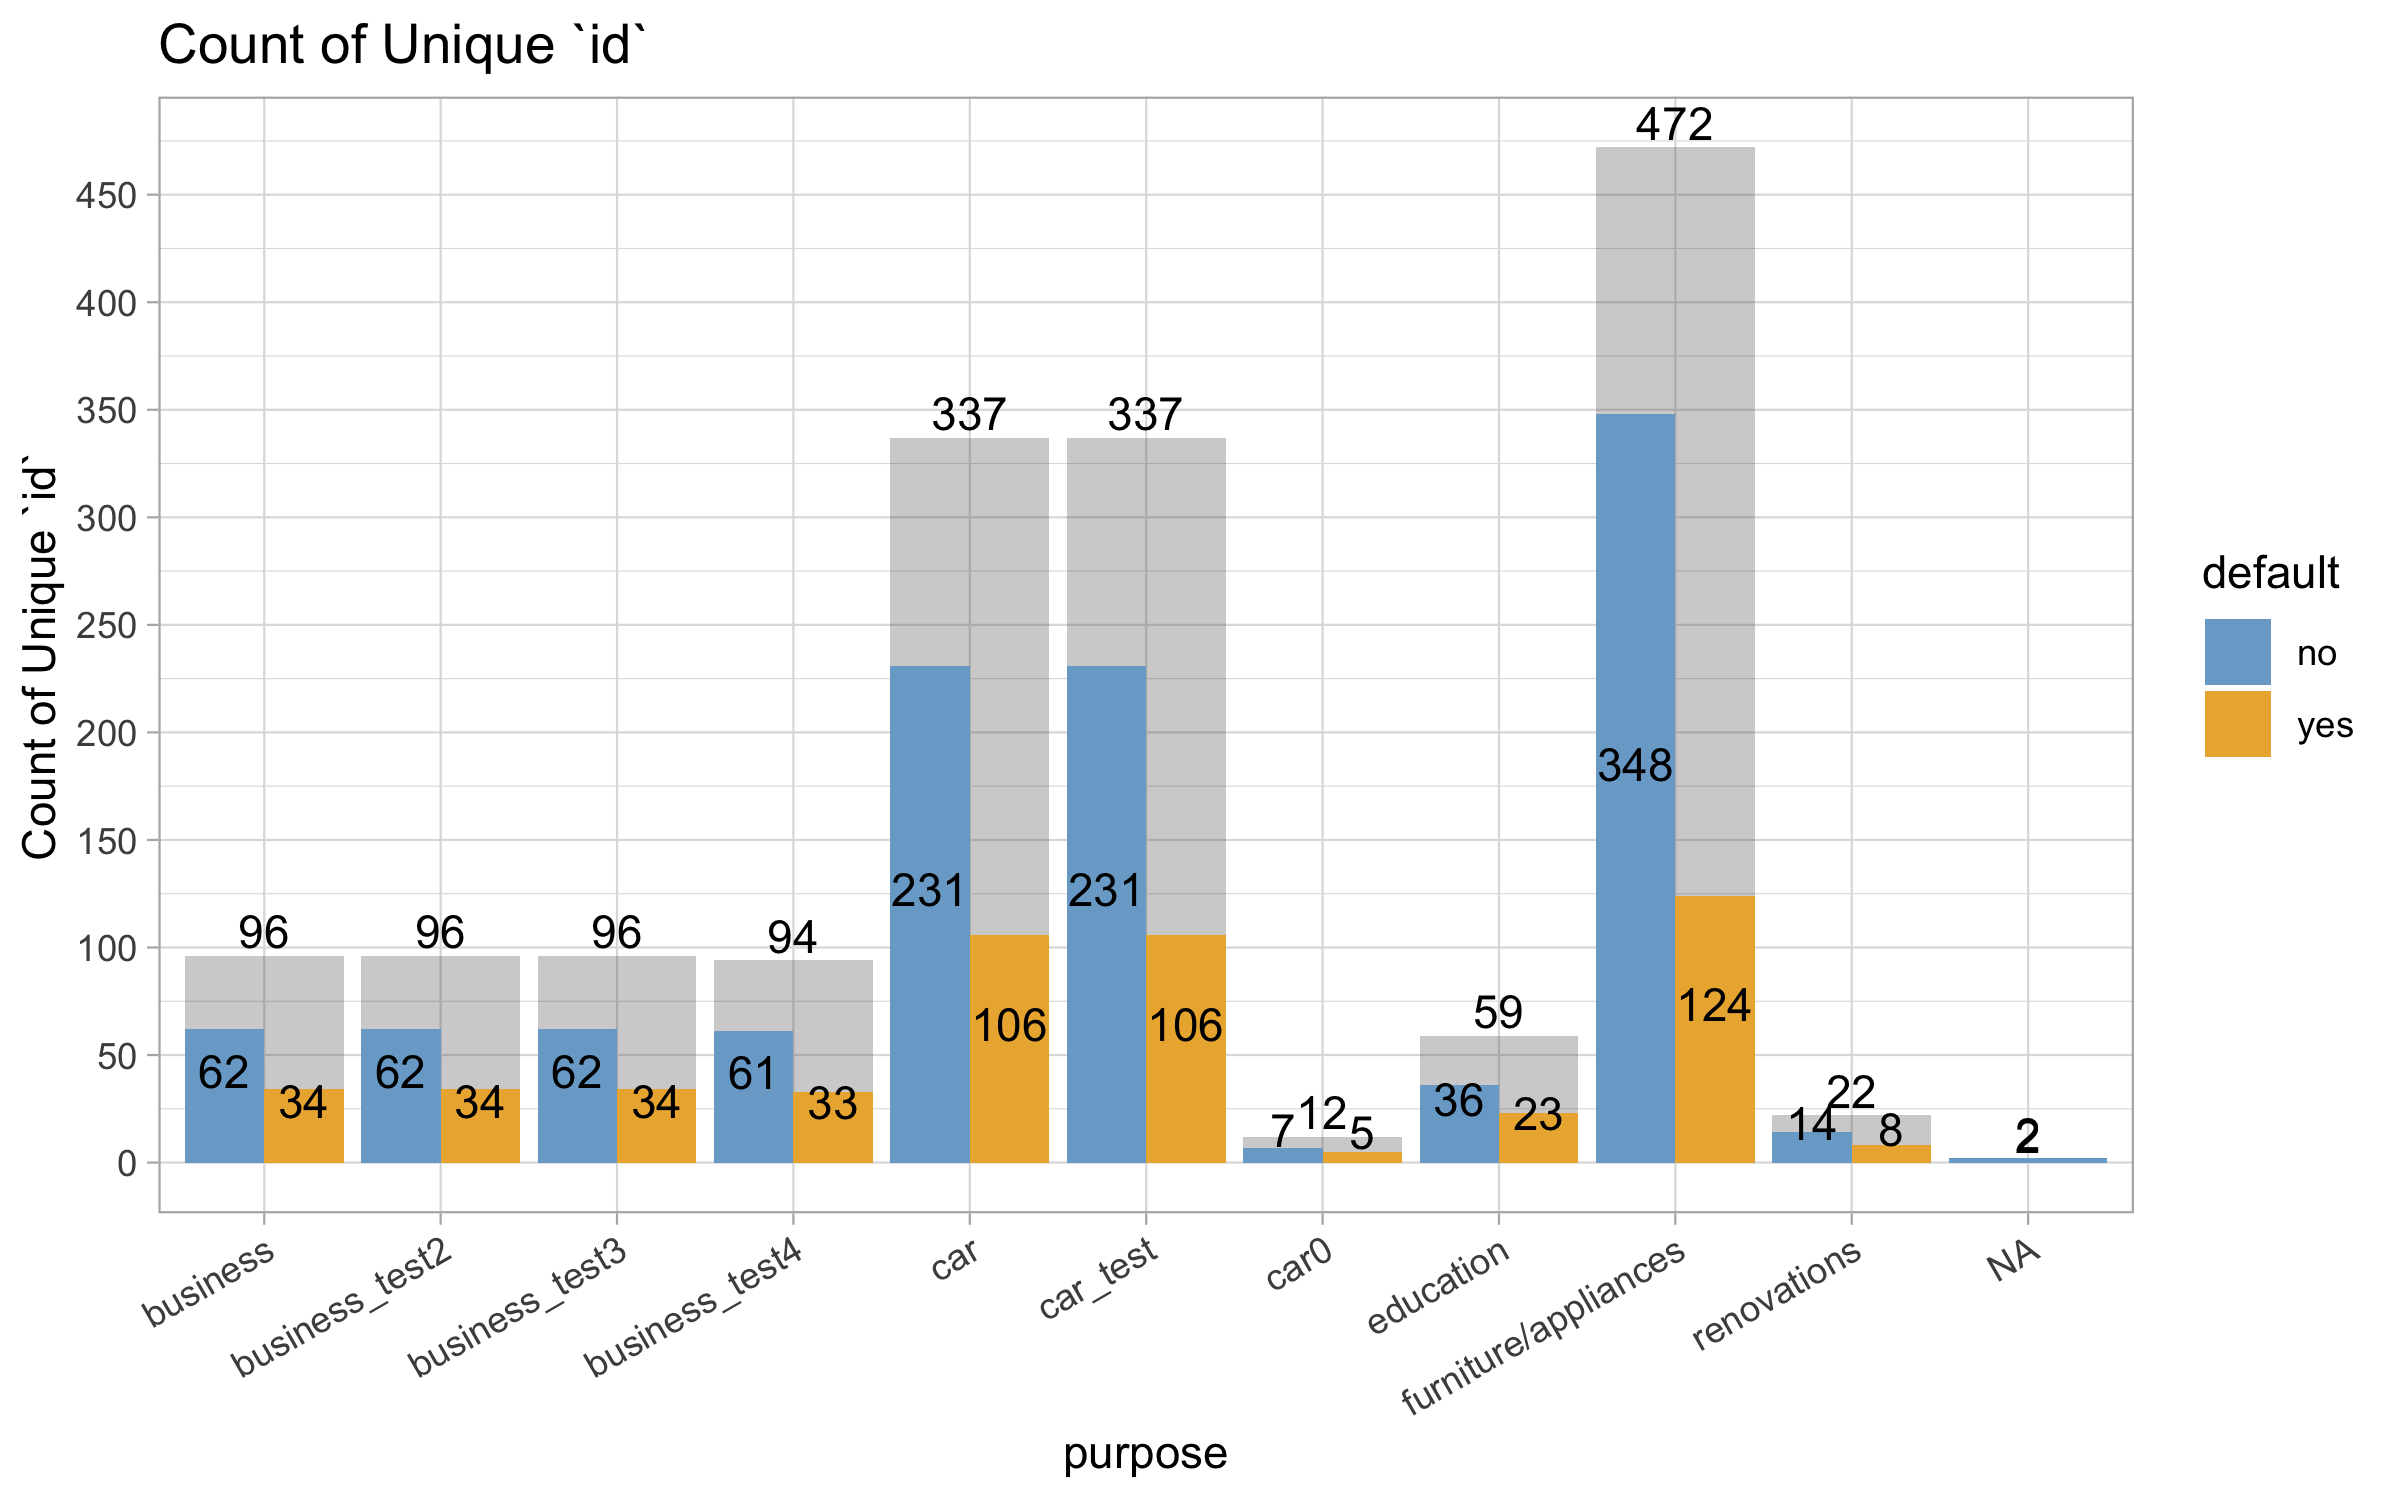 Count of Unique `id`
Count of Unique `id`
450
400
350
300
250
200
150
100
50
0
96
62
34
96
62
34
96
62
34
94
61
33
337
231
106
337
231
106
12
7
5
59
36
23
472
348
124
22
14
8
2
business
business_test2
business_test3
business_test4
car
car_test
car0
education
furniture/appliances
renovations
NA
purpose
default
no
yes